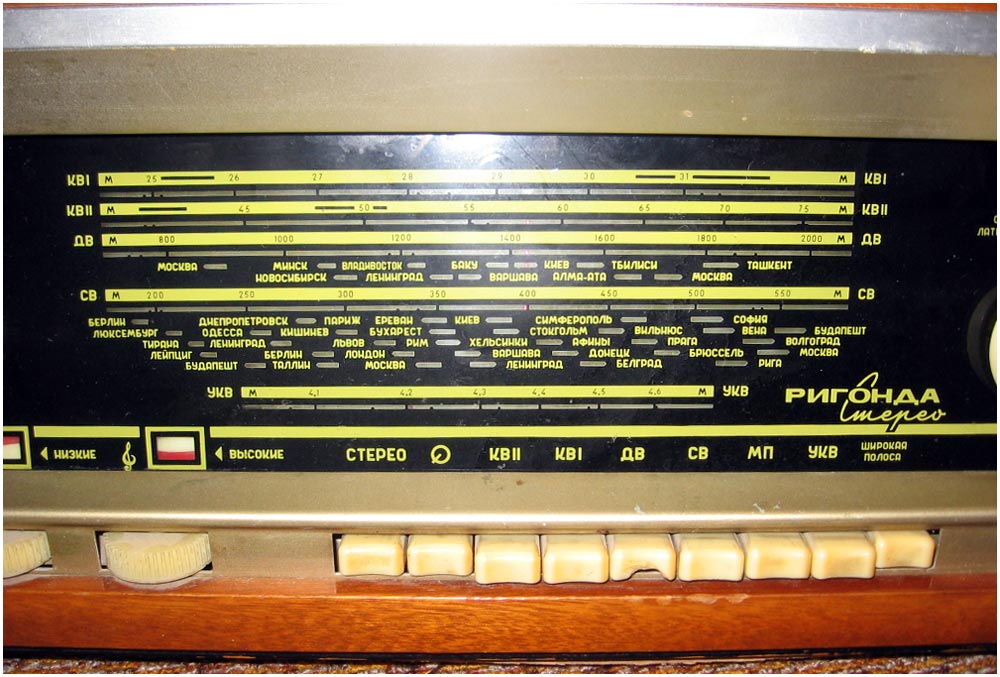 КВI М 25 26 27 28 29 30 31 М КВI
КВII М 45 50 55 60 65 70 75 М КВII
ДВ М 800 1000 1200 1400 1600 1800 2000 М ДВ
МОСКВА МИНСК ВЛАДИВОСТОК БАКУ КИЕВ ТБИЛИСИ ТАШКЕНТ
НОВОСИБИРСК ЛЕНИНГРАД ВАРШАВА АЛМА-АТА МОСКВА
СВ М 200 250 300 350 400 450 500 550 М СВ
БЕРЛИН ДНЕПРОПЕТРОВСК ПАРИЖ ЕРЕВАН КИЕВ СИМФЕРОПОЛЬ СОФИЯ
ЛЮКСЕМБУРГ ОДЕССА КИШИНЕВ БУХАРЕСТ СТОКГОЛЬМ ВИЛЬНЮС ВЕНА БУДАПЕШТ
ТИРАНА ЛЕНИНГРАД ЛЬВОВ РИМ ХЕЛЬСИНКИ АФИНЫ ПРАГА ВОЛГОГРАД
ЛЕЙПЦИГ БЕРЛИН ЛОНДОН ВАРШАВА ДОНЕЦК БРЮССЕЛЬ МОСКВА
БУДАПЕШТ ТАЛЛИН МОСКВА ЛЕНИНГРАД БЕЛГРАД РИГА
УКВ М 4,1 4,2 4,3 4,4 4,5 4,6 М УКВ
РИГОНДА
Стерео
НИЗКИЕ ВЫСОКИЕ СТЕРЕО КВII КВI ДВ СВ МП УКВ ШИРОКАЯ
ПОЛОСА